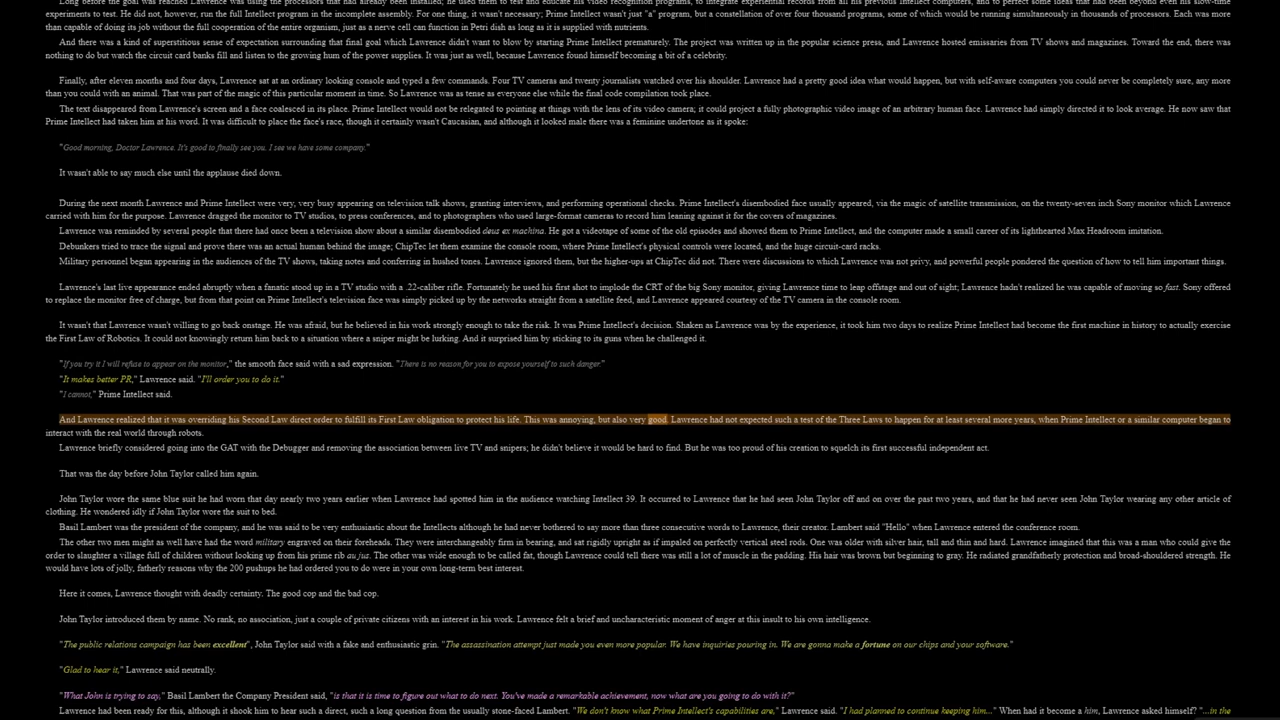 Long before the goal was reached Lawrence was using the processors that had already been installed; he used them to test and educate his video recognition programs, to integrate experiential records from all his previous Intellect computers, and to perfect some ideas that had been beyond even his slow-time
experiments to test. He did not, however, run the full Intellect program in the incomplete assembly. For one thing, it wasn't necessary; Prime Intellect wasn't just "a" program, but a constellation of over four thousand programs, some of which would be running simultaneously in thousands of processors. Each was more
than capable of doing its job without the full cooperation of the entire organism, just as a nerve cell can function in Petri dish as long as it is supplied with nutrients.
And there was a kind of superstitious sense of expectation surrounding that final goal which Lawrence didn't want to blow by starting Prime Intellect prematurely. The project was written up in the popular science press, and Lawrence hosted emissaries from TV shows and magazines. Toward the end, there was
nothing to do but watch the circuit card banks fill and listen to the growing hum of the power supplies. It was just as well, because Lawrence found himself becoming a bit of a celebrity.
Finally, after eleven months and four days, Lawrence sat at an ordinary looking console and typed a few commands. Four TV cameras and twenty journalists watched over his shoulder. Lawrence had a pretty good idea what would happen, but with self-aware computers you could never be completely sure, any more
than you could with an animal. That was part of the magic of this particular moment in time. So Lawrence was as tense as everyone else while the final code compilation took place.
The text disappeared from Lawrence's screen and a face coalesced in its place. Prime Intellect would not be relegated to pointing at things with the lens of its video camera; it could project a fully photographic video image of an arbitrary human face. Lawrence had simply directed it to look average. He now saw that
Prime Intellect had taken him at his word. It was difficult to place the face's race, though it certainly wasn't Caucasian, and although it looked male there was a feminine undertone as it spoke:
"Good morning, Doctor Lawrence. It's good to finally see you. I see we have some company."
It wasn't able to say much else until the applause died down.
During the next month Lawrence and Prime Intellect were very, very busy appearing on television talk shows, granting interviews, and performing operational checks. Prime Intellect's disembodied face usually appeared, via the magic of satellite transmission, on the twenty-seven inch Sony monitor which Lawrence
carried with him for the purpose. Lawrence dragged the monitor to TV studios, to press conferences, and to photographers who used large-format cameras to record him leaning against it for the covers of magazines.
Lawrence was reminded by several people that there had once been a television show about a similar disembodied deus ex machina. He got a videotape of some of the old episodes and showed them to Prime Intellect, and the computer made a small career of its lighthearted Max Headroom imitation.
Debunkers tried to trace the signal and prove there was an actual human behind the image; ChipTec let them examine the console room, where Prime Intellect's physical controls were located, and the huge circuit-card racks.
Military personnel began appearing in the audiences of the TV shows, taking notes and conferring in hushed tones. Lawrence ignored them, but the higher-ups at ChipTec did not. There were discussions to which Lawrence was not privy, and powerful people pondered the question of how to tell him important things.
Lawrence's last live appearance ended abruptly when a fanatic stood up in a TV studio with a .22-caliber rifle. Fortunately he used his first shot to implode the CRT of the big Sony monitor, giving Lawrence time to leap offstage and out of sight; Lawrence hadn't realized he was capable of moving so fast. Sony offered
to replace the monitor free of charge, but from that point on Prime Intellect's television face was simply picked up by the networks straight from a satellite feed, and Lawrence appeared courtesy of the TV camera in the console room.
It wasn't that Lawrence wasn't willing to go back onstage. He was afraid, but he believed in his work strongly enough to take the risk. It was Prime Intellect's decision. Shaken as Lawrence was by the experience, it took him two days to realize Prime Intellect had become the first machine in history to actually exercise
the First Law of Robotics. It could not knowingly return him back to a situation where a sniper might be lurking. And it surprised him by sticking to its guns when he challenged it.
"If you try it I will refuse to appear on the monitor," the smooth face said with a sad expression. "There is no reason for you to expose yourself to such danger."
"It makes better PR," Lawrence said. "I'll order you to do it."
"I cannot," Prime Intellect said.
And Lawrence realized that it was overriding his Second Law direct order to fulfill its First Law obligation to protect his life. This was annoying, but also very good. Lawrence had not expected such a test of the Three Laws to happen for at least several more years, when Prime Intellect or a similar computer began to
interact with the real world through robots.
Lawrence briefly considered going into the GAT with the Debugger and removing the association between live TV and snipers; he didn't believe it would be hard to find. But he was too proud of his creation to squelch its first successful independent act.
That was the day before John Taylor called him again.
John Taylor wore the same blue suit he had worn that day nearly two years earlier when Lawrence had spotted him in the audience watching Intellect 39. It occurred to Lawrence that he had seen John Taylor off and on over the past two years, and that he had never seen John Taylor wearing any other article of
clothing. He wondered idly if John Taylor wore the suit to bed.
Basil Lambert was the president of the company, and he was said to be very enthusiastic about the Intellects although he had never bothered to say more than three consecutive words to Lawrence, their creator. Lambert said "Hello" when Lawrence entered the conference room.
The other two men might as well have had the word military engraved on their foreheads. They were interchangeably firm in bearing, and sat rigidly upright as if impaled on perfectly vertical steel rods. One was older with silver hair, tall and thin and hard. Lawrence imagined that this was a man who could give the
order to slaughter a village full of children without looking up from his prime rib au jus. The other was wide enough to be called fat, though Lawrence could tell there was still a lot of muscle in the padding. His hair was brown but beginning to gray. He radiated grandfatherly protection and broad-shouldered strength. He
would have lots of jolly, fatherly reasons why the 200 pushups he had ordered you to do were in your own long-term best interest.
Here it comes, Lawrence thought with deadly certainty. The good cop and the bad cop.
John Taylor introduced them by name. No rank, no association, just a couple of private citizens with an interest in his work. Lawrence felt a brief and uncharacteristic moment of anger at this insult to his own intelligence.
"The public relations campaign has been excellent", John Taylor said with a fake and enthusiastic grin. "The assassination attempt just made you even more popular. We have inquiries pouring in. We are gonna make a fortune on our chips and your software."
"Glad to hear it," Lawrence said neutrally.
"What John is trying to say," Basil Lambert the Company President said, "is that it is time to figure out what to do next. You've made a remarkable achievement, now what are you going to do with it?"
Lawrence had been ready for this, although it shook him to hear such a direct, such a long question from the usually stone-faced Lambert. "We don't know what Prime Intellect's capabilities are," Lawrence said. "I had planned to continue keeping him..." When had it become a him, Lawrence asked himself? "...in the